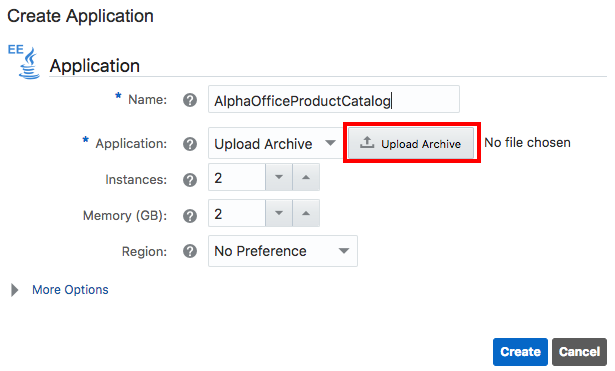 Create Application
EE Application
* Name: ? AlphaOfficeProductCatalog
* Application: ? Upload Archive Upload Archive No file chosen
Instances: ? 2
Memory (GB): ? 2
Region: ? No Preference
More Options
Create Cancel